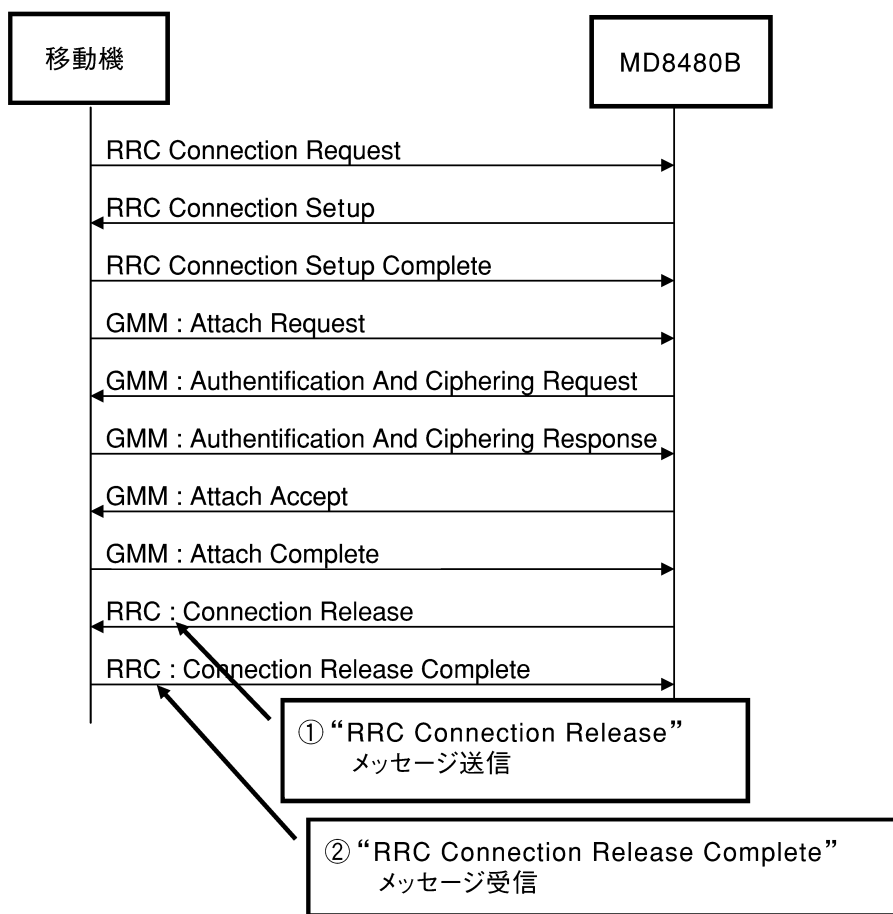 移動機
MD8480B
RRC Connection Request
RRC Connection Setup
RRC Connection Setup Complete
GMM : Attach Request
GMM : Authentification And Ciphering Request
GMM : Authentification And Ciphering Response
GMM : Attach Accept
GMM : Attach Complete
RRC : Connection Release
RRC : Connection Release Complete
① “RRC Connection Release”
メッセージ送信
② “RRC Connection Release Complete”
メッセージ受信